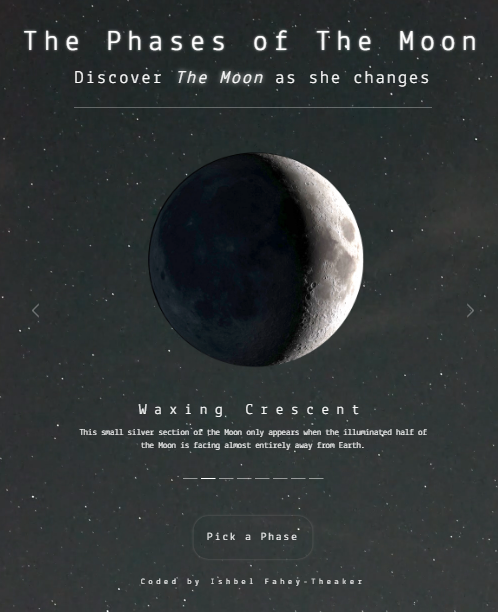 The Phases of The Moon
Discover The Moon as she changes
Waxing Crescent
This small silver section of the Moon only appears when the illuminated half of
the Moon is facing almost entirely away from Earth.
Pick a Phase
Coded by Ishbel Fahey-Theaker